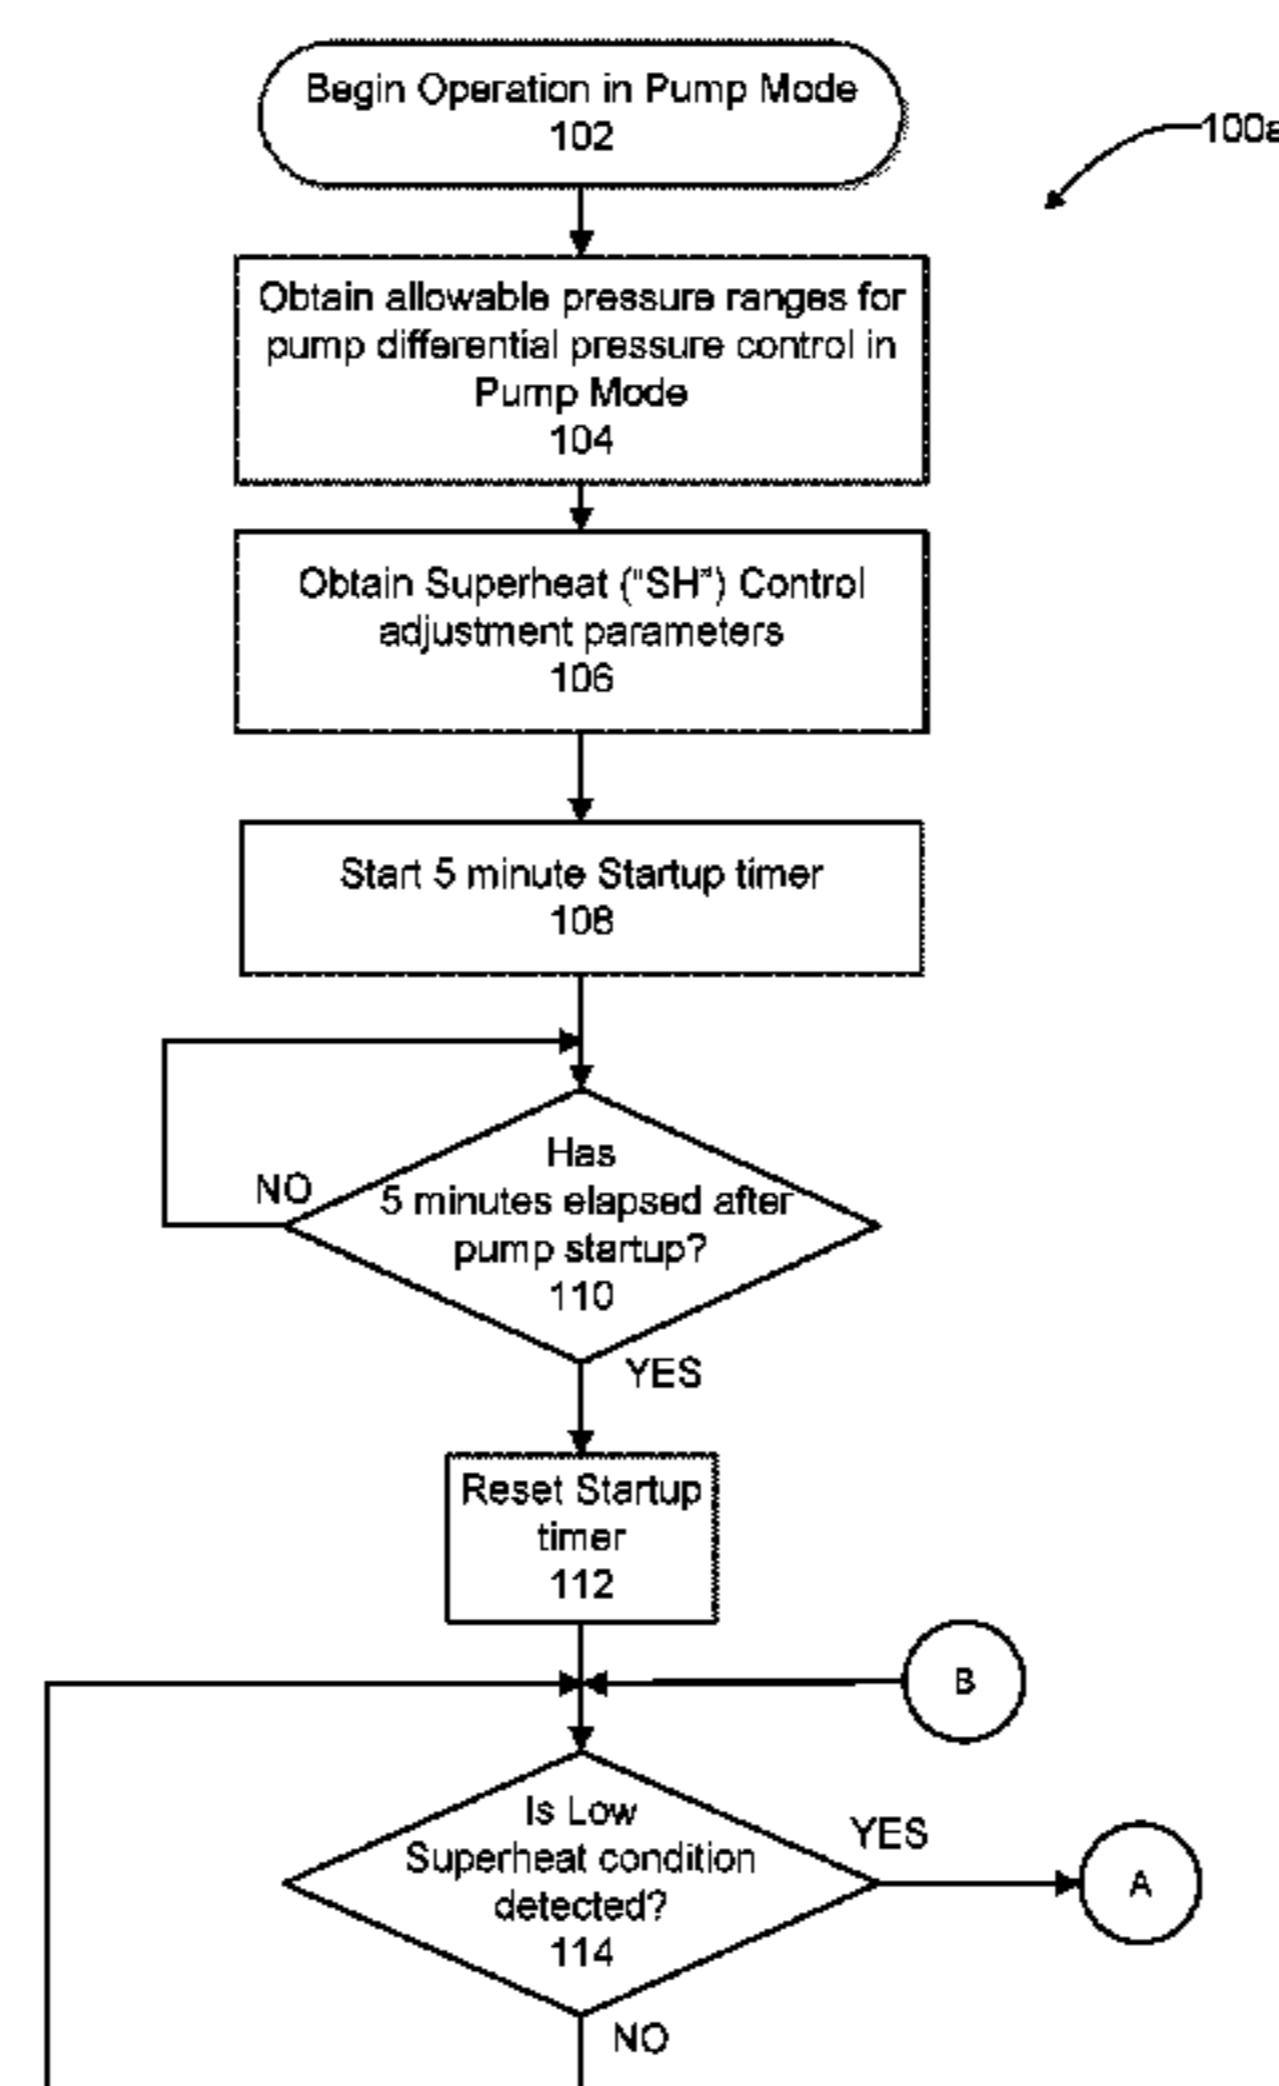 Begin Operation in Pump Mode
102
100a
Obtain allowable pressure ranges for
pump differential pressure control in
Pump Mode
104
Obtain Superheat ("SH") Control
adjustment parameters
106
Start 5 minute Startup timer
108
Has
5 minutes elapsed after
pump startup?
110
NO
YES
Reset Startup
timer
112
B
Is Low
Superheat condition
detected?
114
YES
A
NO